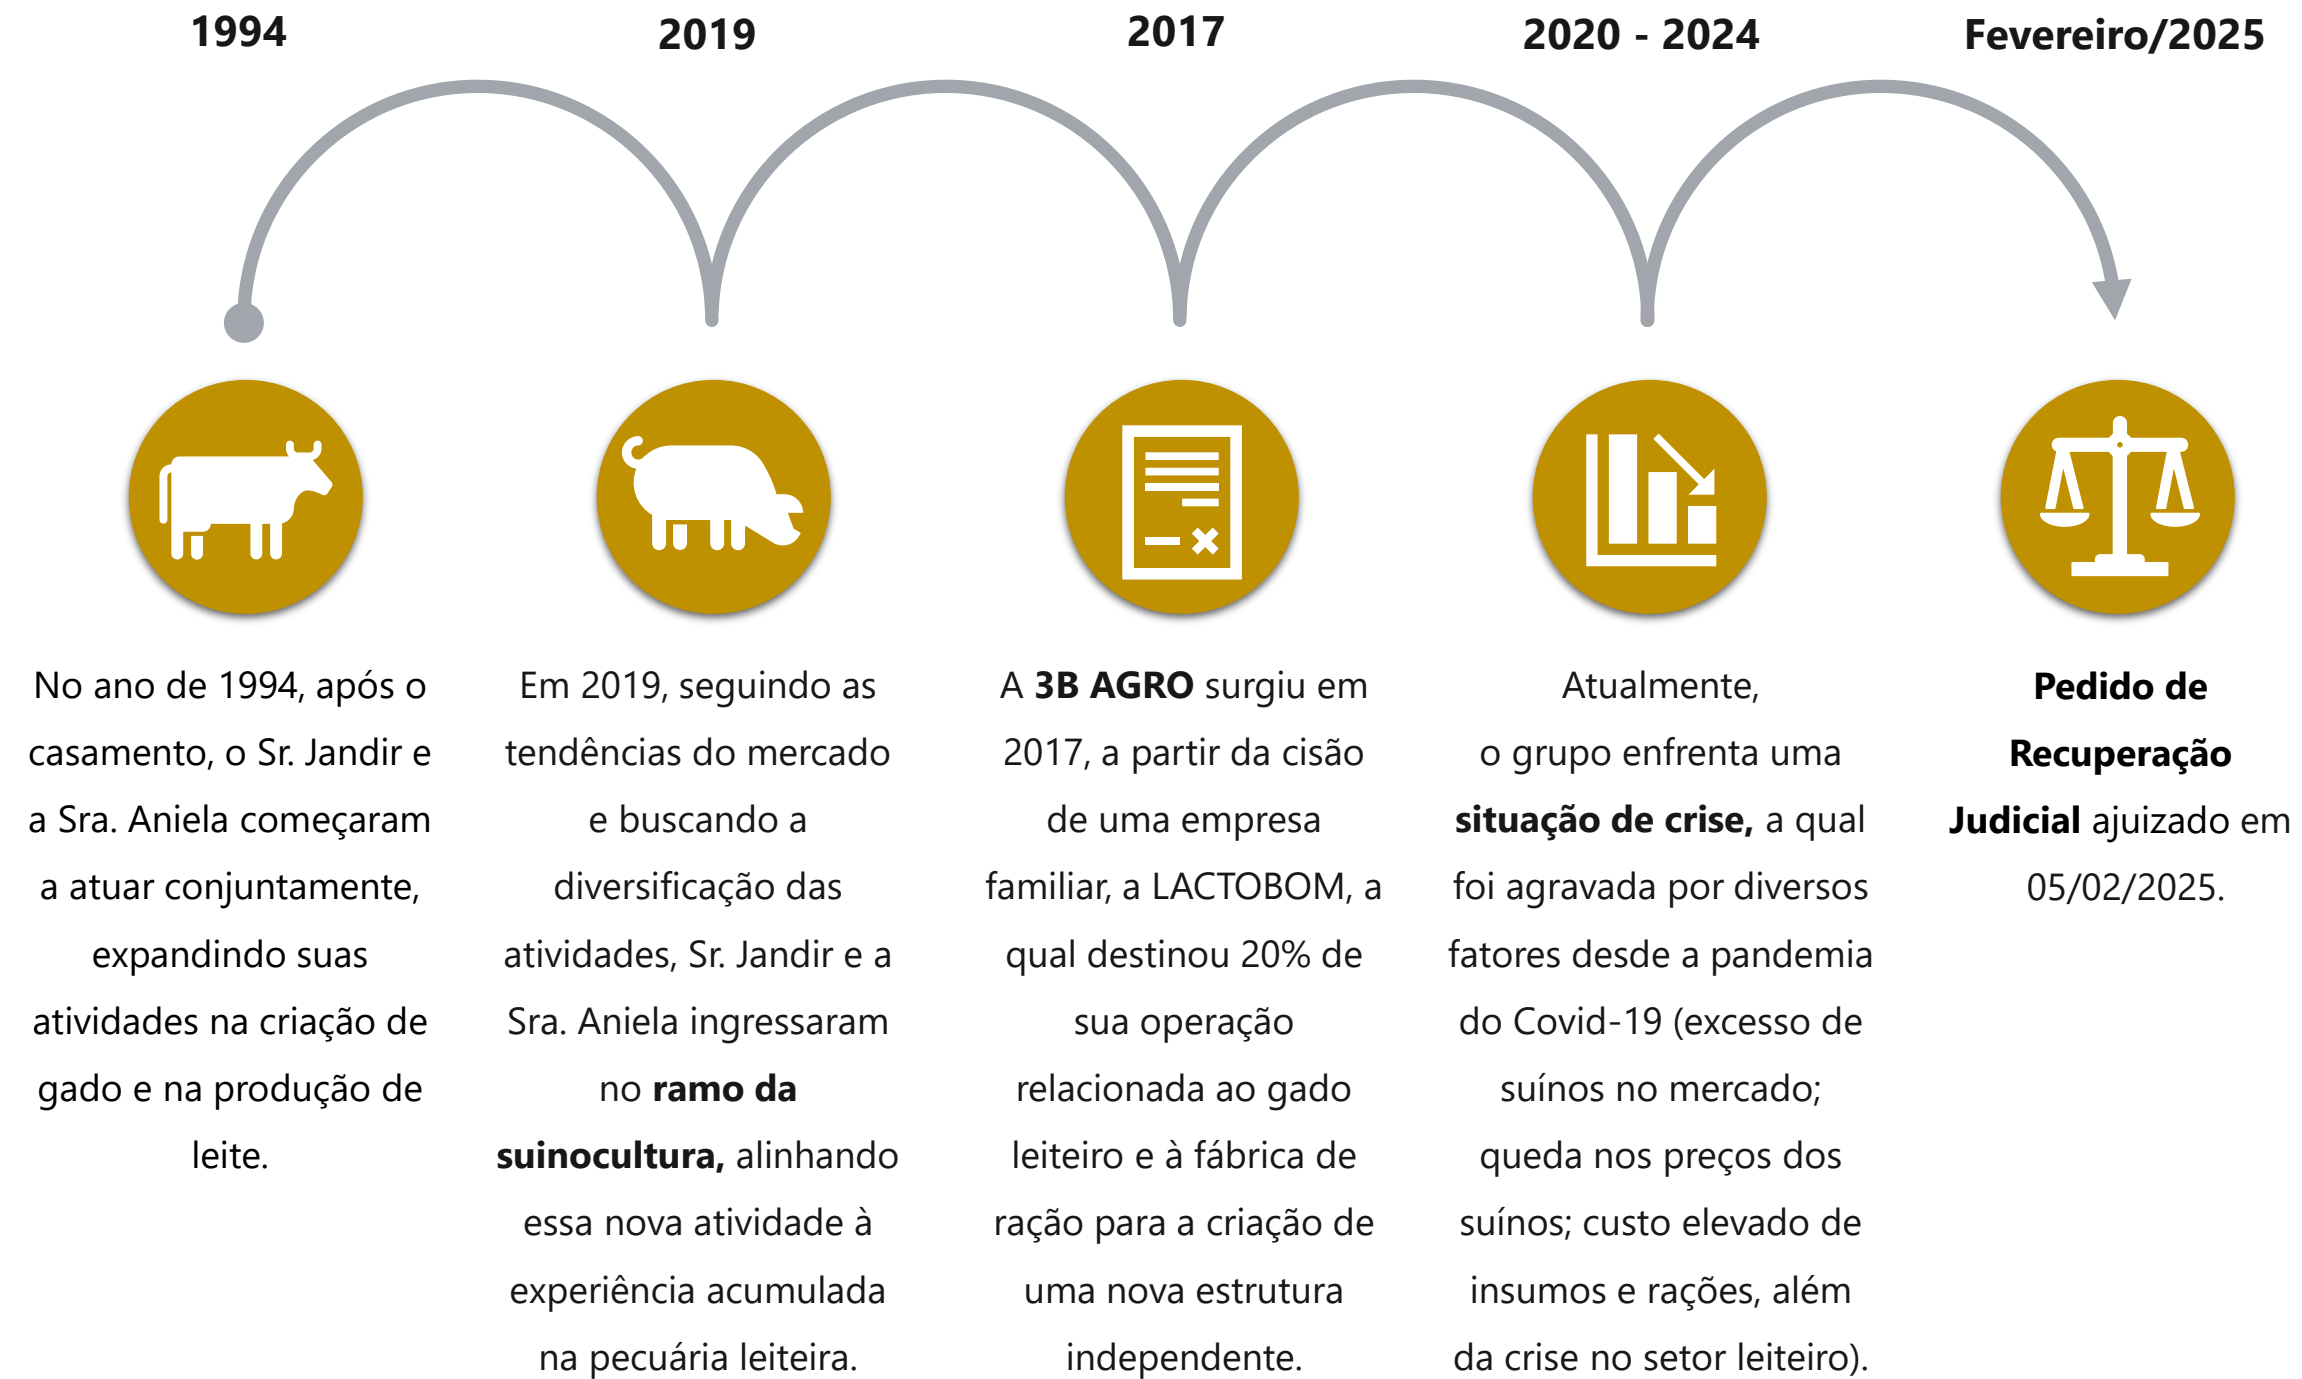 1994
No ano de 1994, após o
casamento, o Sr. Jandir e
a Sra. Aniela começaram
a atuar conjuntamente,
expandindo suas
atividades na criação de
gado e na produção de
leite.
2019
Em 2019, seguindo as
tendências do mercado
e buscando a
diversificação das
atividades, Sr. Jandir e a
Sra. Aniela ingressaram
no ramo da
suinocultura, alinhando
essa nova atividade à
experiência acumulada
na pecuária leiteira.
2017
A 3B AGRO surgiu em
2017, a partir da cisão
de uma empresa
familiar, a LACTOBOM, a
qual destinou 20% de
sua operação
relacionada ao gado
leiteiro e à fábrica de
ração para a criação de
uma nova estrutura
independente.
2020 - 2024
Atualmente,
o grupo enfrenta uma
situação de crise, a qual
foi agravada por diversos
fatores desde a pandemia
do Covid-19 (excesso de
suínos no mercado;
queda nos preços dos
suínos; custo elevado de
insumos e rações, além
da crise no setor leiteiro).
Fevereiro/2025
Pedido de
Recuperação
Judicial ajuizado em
05/02/2025.